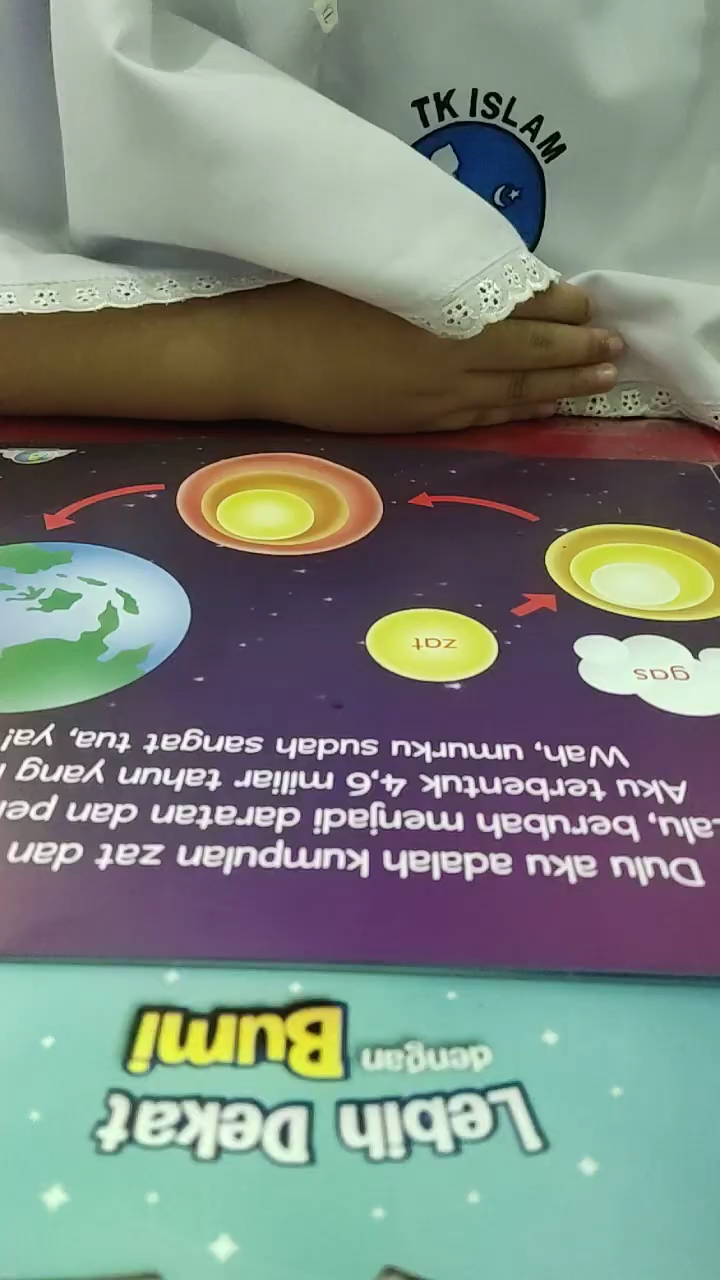 TK ISLAM
Lebih Dekat
dengan Bumi
Dulu aku adalah kumpulan zat dan
Lalu, berubah menjadi daratan dan
Aku terbentuk 4,6 miliar tahun yang
Wah, umurku sudah sangat tua, ya!
gas
zat